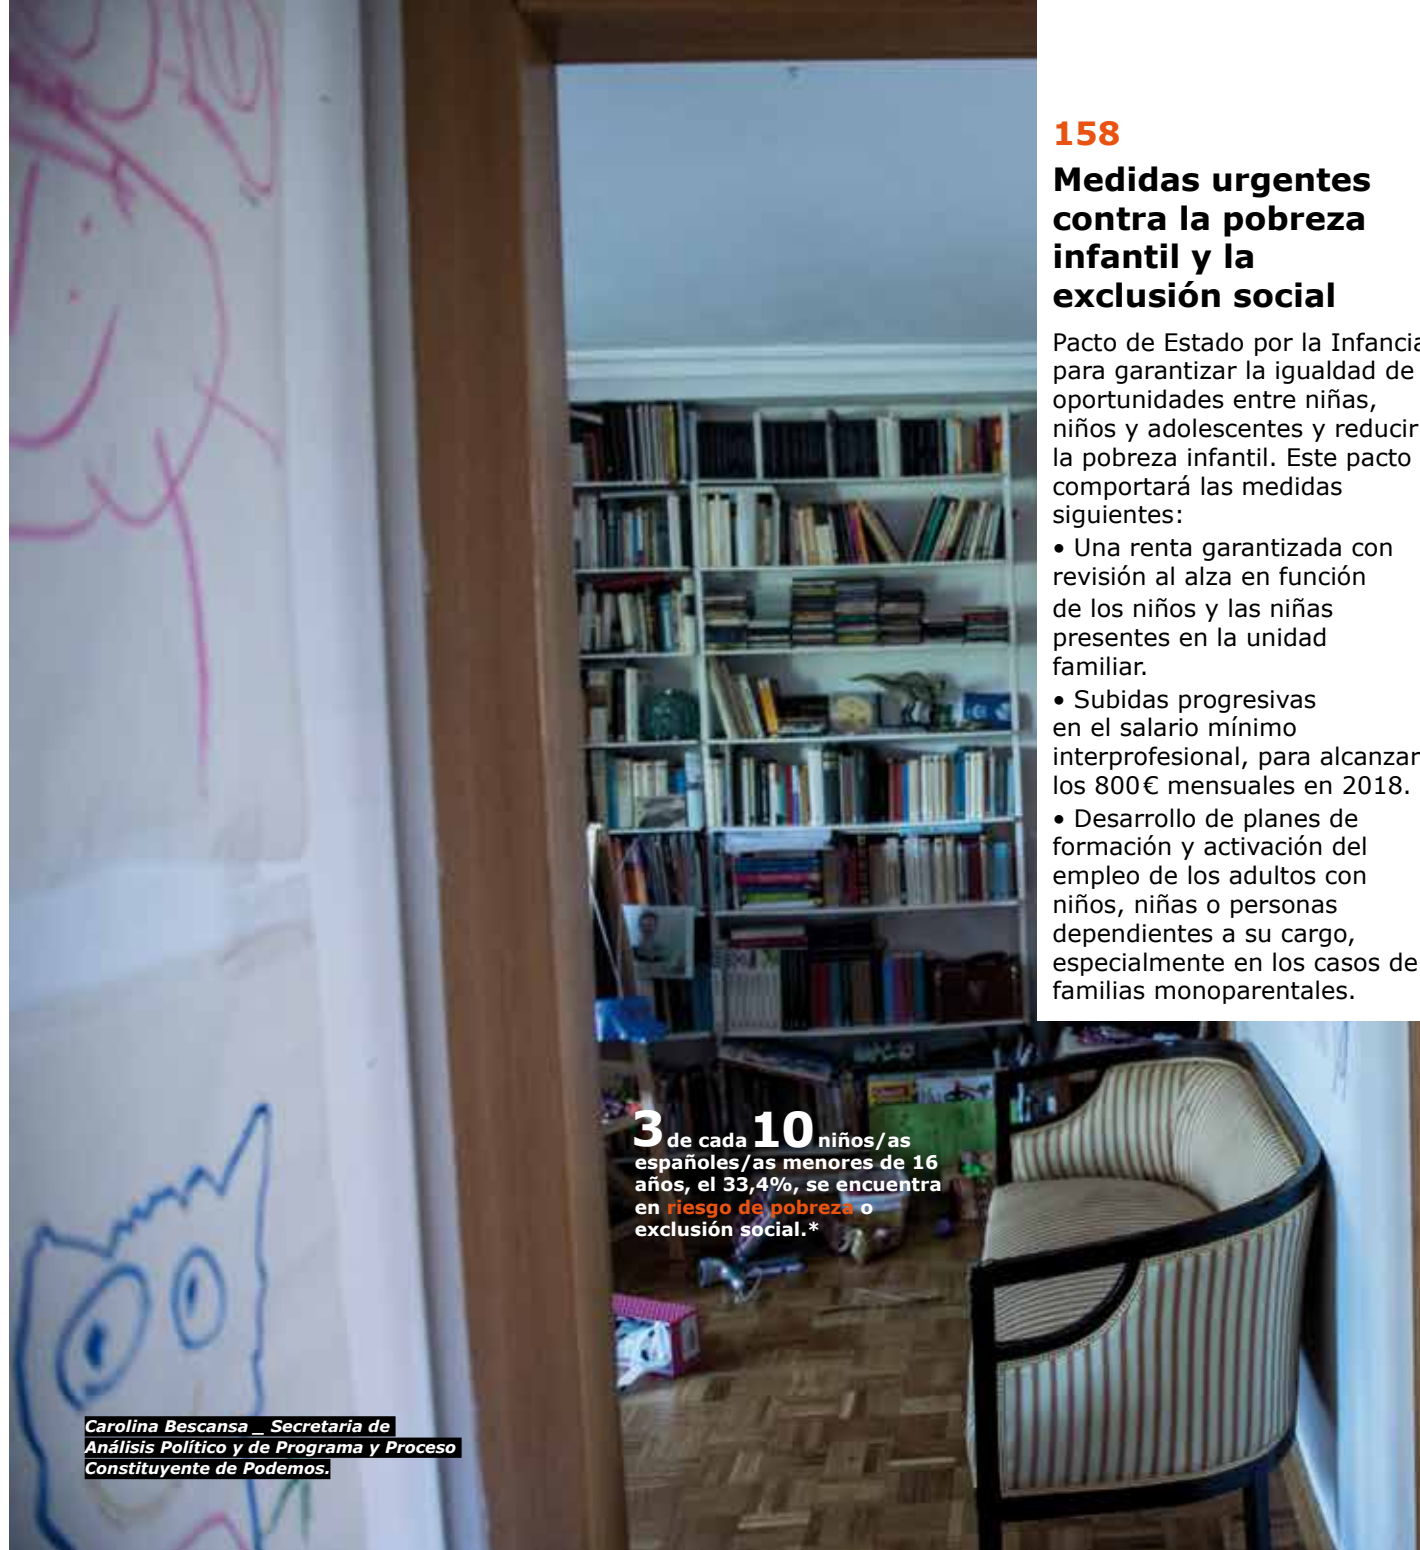 158
Medidas urgentes
contra la pobreza
infantil y la
exclusión social
Pacto de Estado por la Infancia
para garantizar la igualdad de
oportunidades entre niñas,
niños y adolescentes y reducir
la pobreza infantil. Este pacto
comportará las medidas
siguientes:
• Una renta garantizada con
revisión al alza en función
de los niños y las niñas
presentes en la unidad
familiar.
• Subidas progresivas
en el salario mínimo
interprofesional, para alcanzar
los 800€ mensuales en 2018.
• Desarrollo de planes de
formación y activación del
empleo de los adultos con
niños, niñas o personas
dependientes a su cargo,
especialmente en los casos de
familias monoparentales.
3 de cada 10 niños/as
españoles/as menores de 16
años, el 33,4%, se encuentra
en riesgo de pobreza o
exclusión social.*
Carolina Bescansa _ Secretaria de
Análisis Político y de Programa y Proceso
Constituyente de Podemos.